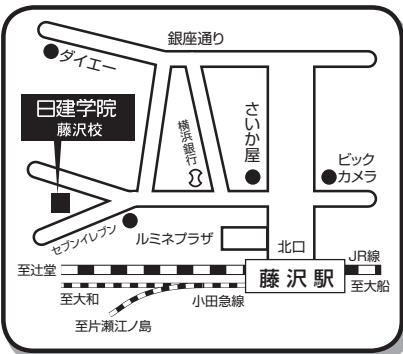 銀座通り
ダイエー
日建学院
藤沢校
横浜銀行
さいか屋
ビック
カメラ
セブンイレブン
ルミネプラザ
北口
至辻堂
JR線
藤沢駅
至大和
小田急線
至大船
至片瀬江ノ島